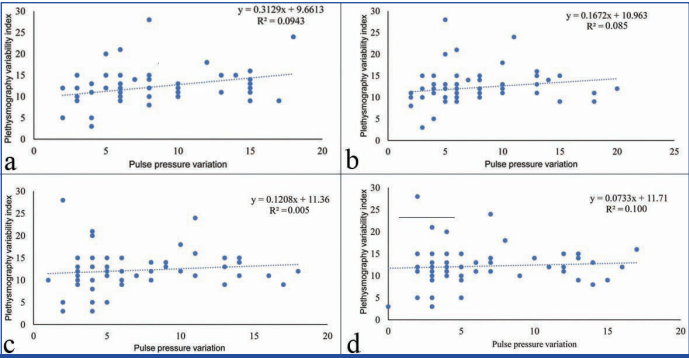 y = 0.3129x + 9.6613
R² = 0.0943
Plethysmography variability index
30
25
20
15
10
5
0
0 5 10 15 20
Pulse pressure variation
a
y = 0.1672x + 10.963
R² = 0.085
Plethysmography variability index
30
25
20
15
10
5
0
0 5 10 15 20 25
Pulse pressure variation
b
y = 0.1208x + 11.36
R² = 0.005
Plethysmography variability index
30
25
20
15
10
5
0
0 5 10 15 20
Pulse pressure variation
c
y = 0.0733x + 11.71
R² = 0.100
Plethysmography variability index
30
25
20
15
10
5
0
0 5 10 15 20
Pulse pressure variation
d